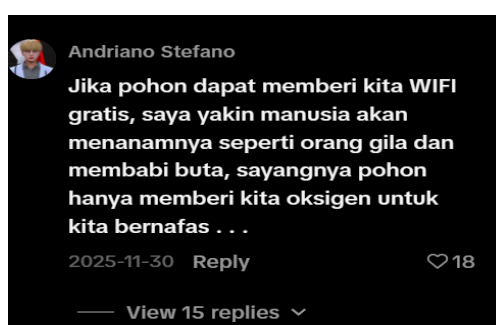 Andriano Stefano
Jika pohon dapat memberi kita WIFI
gratis, saya yakin manusia akan
menanamnya seperti orang gila dan
membabi buta, sayangnya pohon
hanya memberi kita oksigen untuk
kita bernafas . . .
2025-11-30 Reply 18
View 15 replies